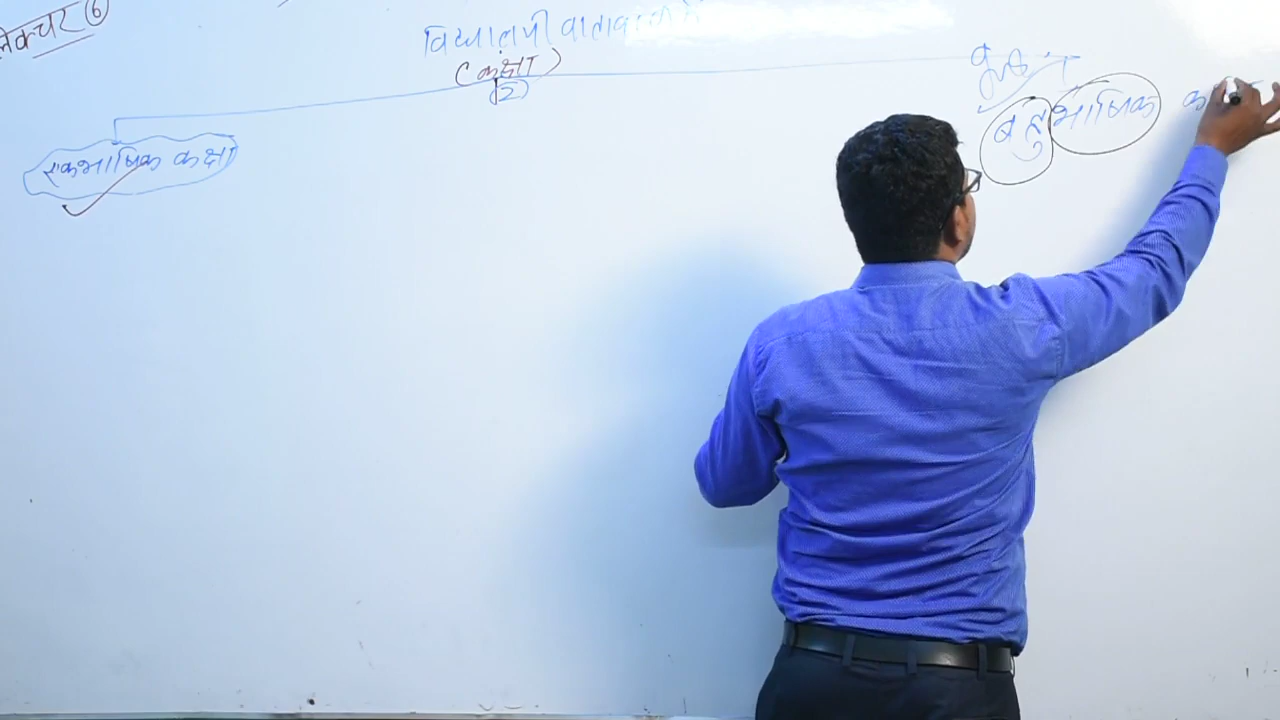 लेक्चर ⑥
विद्यालयी वातावरण में
(कक्षा)
②
एकभाषिक कक्षा
बहुभाषिक क